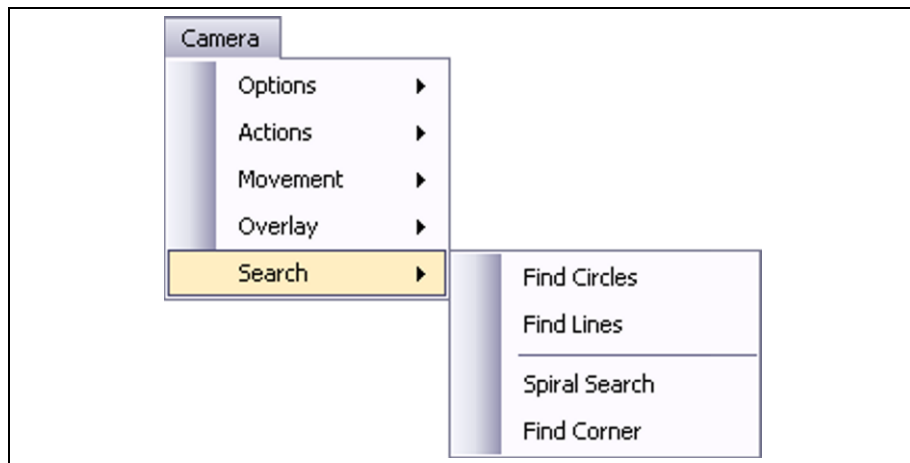 Camera
Options
Actions
Movement
Overlay
Search
Find Circles
Find Lines
Spiral Search
Find Corner